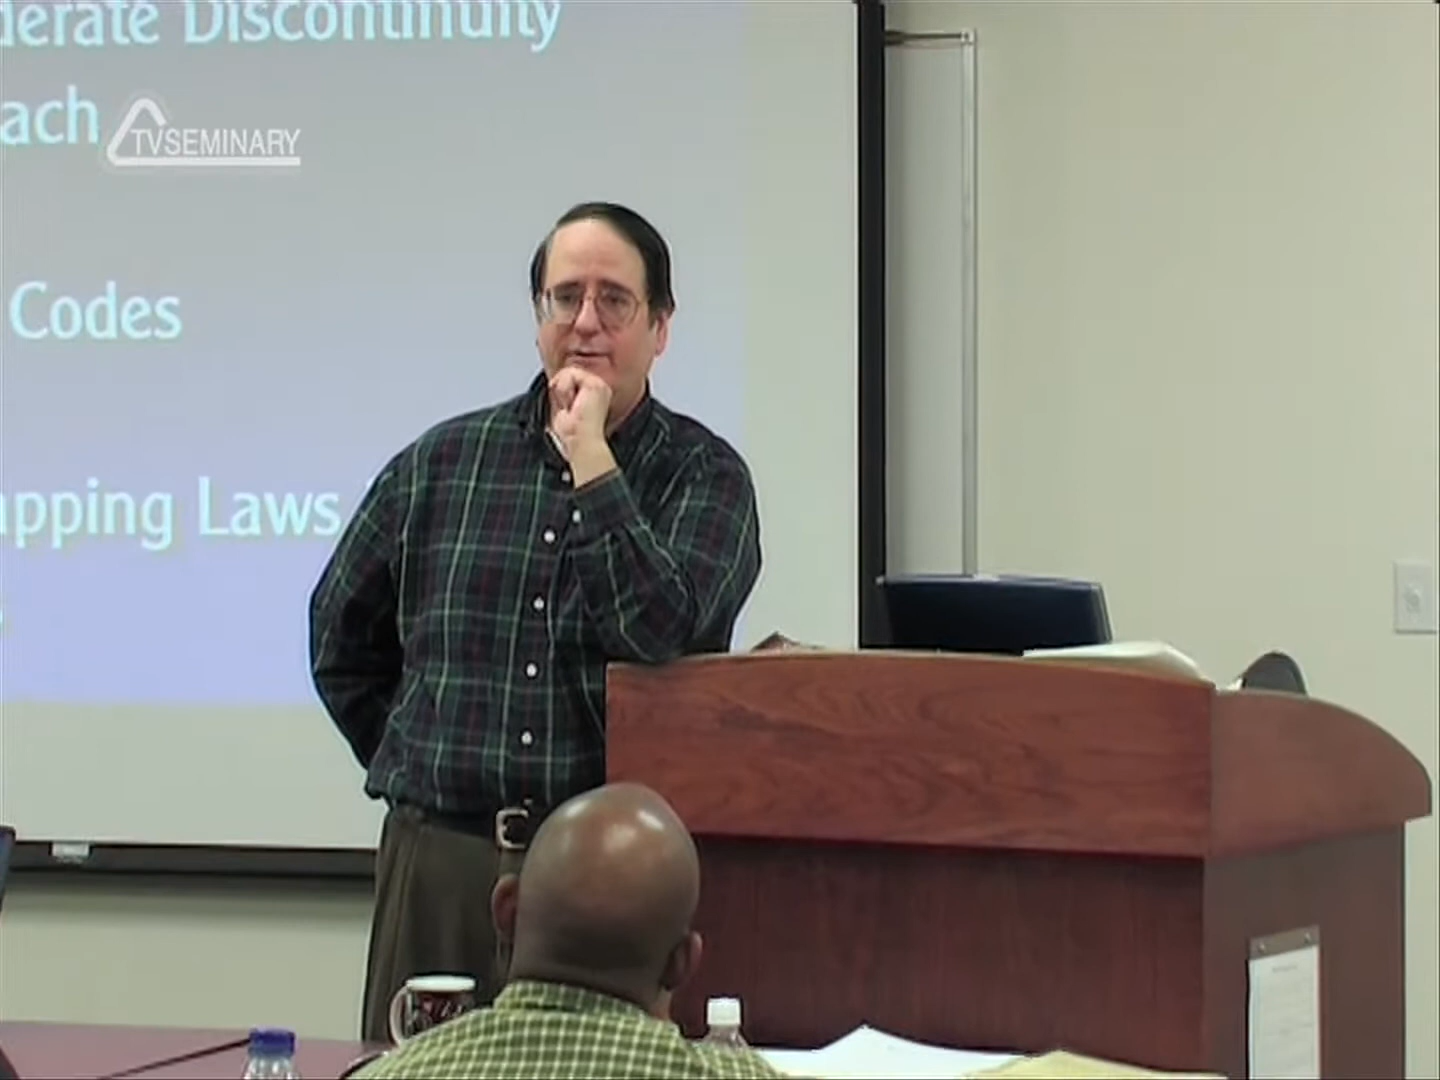 derate Discontinuity
ach
TVSEMINARY
Codes
apping Laws